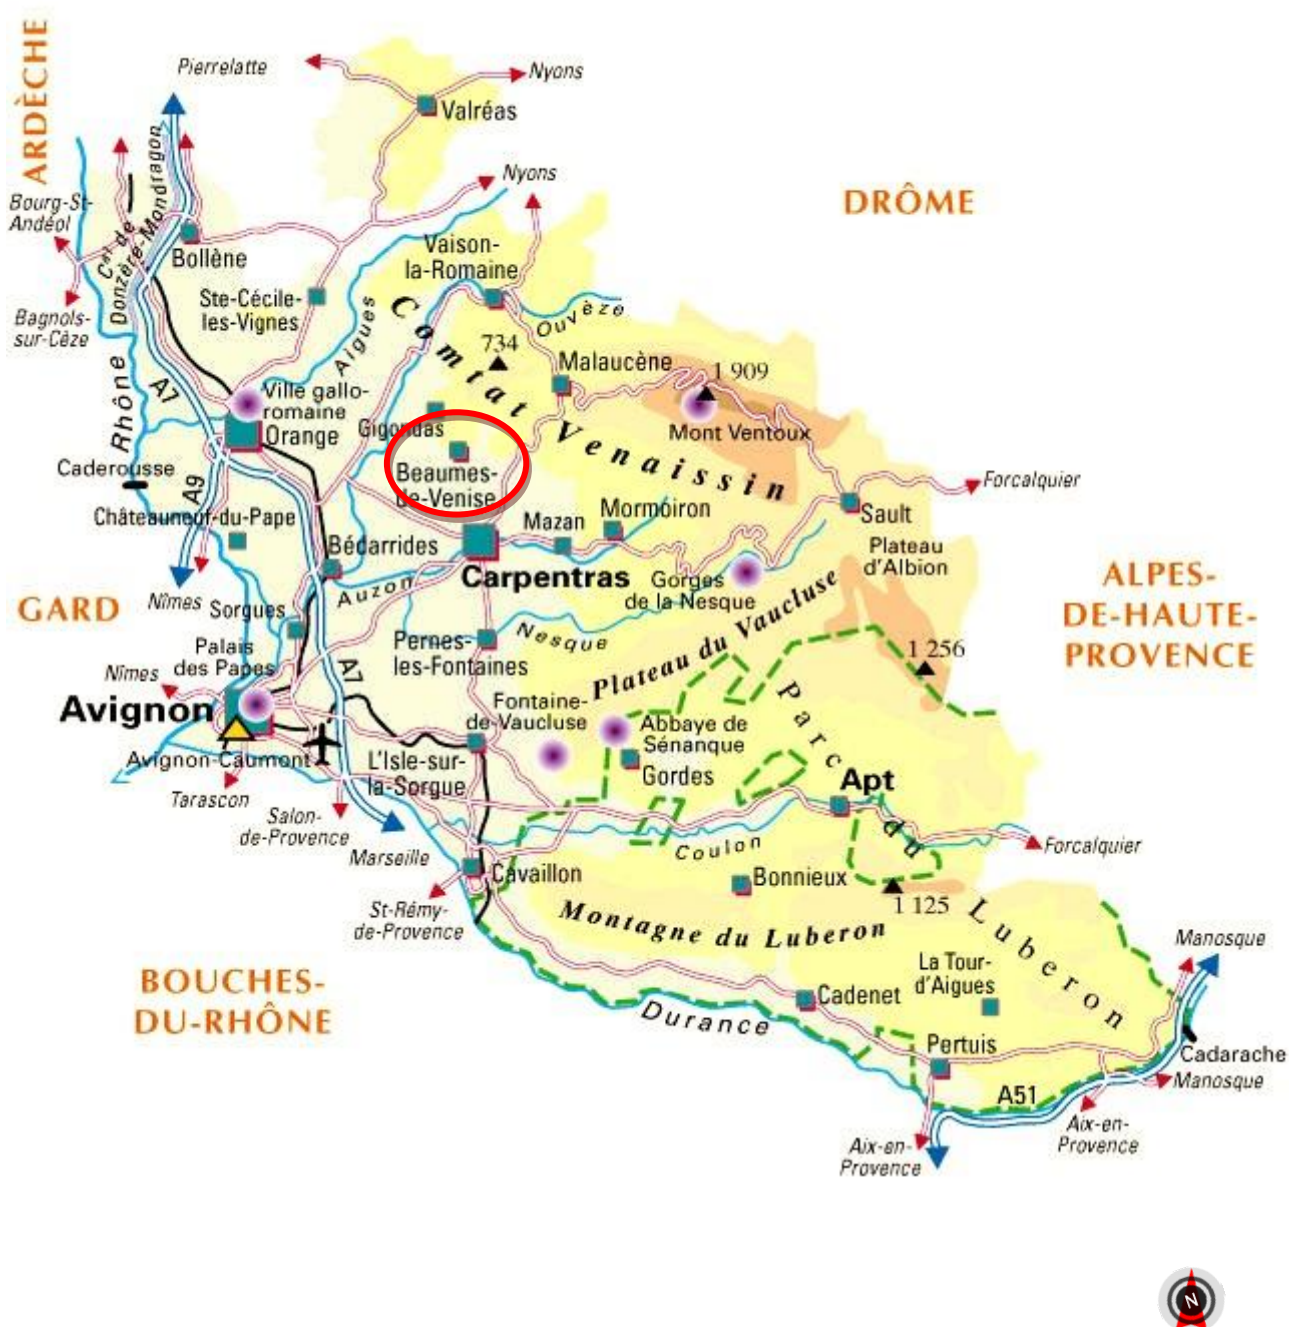 ARDÈCHE
Pierrelatte
Nyons
Valréas
Nyons
DRÔME
Bourg-St-
Andéol
Cal de
Donzère-Mondragon
Bollène
Vaison-
la-Romaine
Ste-Cécile-
les-Vignes
Bagnols-
sur-Cèze
Aigues
Ouvèze
Comtat Venaissin
734
Malaucène
1 909
A7
Rhône
Ville gallo-
romaine
Orange
Gigondas
Mont Ventoux
Caderousse
A9
Beaumes-
de-Venise
Forcalquier
Châteauneuf-du-Pape
Mazan
Mormoiron
Sault
Bédarrides
Plateau
d'Albion
Carpentras
Auzon
Gorges
de la Nesque
ALPES-
DE-HAUTE-
PROVENCE
GARD
Nîmes
Sorgues
Palais
des Papes
Pernes-
les-Fontaines
Nesque
Plateau du Vaucluse
1 256
Nîmes
A7
Avignon
Fontaine-
de-Vaucluse
Abbaye de
Sénanque
Gordes
Parc du Luberon
Avignon-Caumont
L'Isle-sur-
la-Sorgue
Apt
Tarascon
Salon-
de-Provence
Marseille
Coulon
Forcalquier
Cavaillon
Bonnieux
1 125
St-Rémy-
de-Provence
Montagne du Luberon
Manosque
La Tour-
d'Aigues
BOUCHES-
DU-RHÔNE
Cadenet
Durance
Pertuis
Cadarache
Manosque
A51
Aix-en-
Provence
Aix-en-
Provence
N